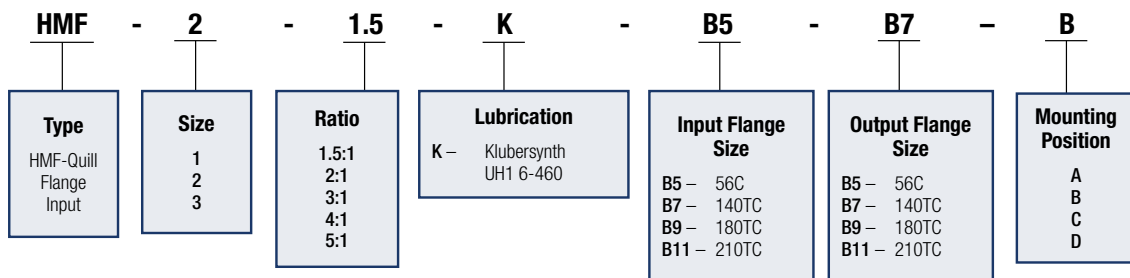 HMF - 2 - 1.5 - K - B5 - B7 – B
Type
HMF-Quill
Flange
Input
Size
1
2
3
Ratio
1.5:1
2:1
3:1
4:1
5:1
Lubrication
K – Klubersynth
UH1 6-460
Input Flange
Size
B5 – 56C
B7 – 140TC
B9 – 180TC
B11 – 210TC
Output Flange
Size
B5 – 56C
B7 – 140TC
B9 – 180TC
B11 – 210TC
Mounting
Position
A
B
C
D